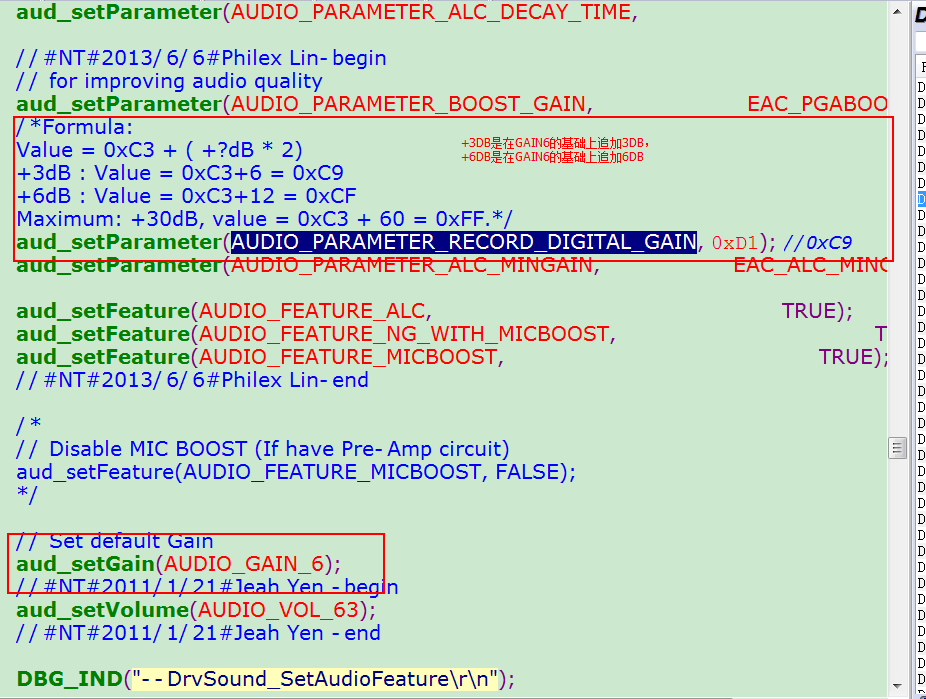 aud_setParameter(AUDIO_PARAMETER_ALC_DECAY_TIME,
//#NT#2013/6/6#Philex Lin-begin
// for improving audio quality
aud_setParameter(AUDIO_PARAMETER_BOOST_GAIN, EAC_PGABOO
/*Formula:
Value = 0xC3 + ( +?dB * 2)
+3DB是在GAIN6的基础上追加3DB,
+6DB是在GAIN6的基础上追加6DB
+3dB : Value = 0xC3+6 = 0xC9
+6dB : Value = 0xC3+12 = 0xCF
Maximum: +30dB, value = 0xC3 + 60 = 0xFF.*/
aud_setParameter(AUDIO_PARAMETER_RECORD_DIGITAL_GAIN, 0xD1); //0xC9
aud_setParameter(AUDIO_PARAMETER_ALC_MINGAIN, EAC_ALC_MING
aud_setFeature(AUDIO_FEATURE_ALC, TRUE);
aud_setFeature(AUDIO_FEATURE_NG_WITH_MICBOOST, T
aud_setFeature(AUDIO_FEATURE_MICBOOST, TRUE);
//#NT#2013/6/6#Philex Lin-end
/*
// Disable MIC BOOST (If have Pre-Amp circuit)
aud_setFeature(AUDIO_FEATURE_MICBOOST, FALSE);
*/
// Set default Gain
aud_setGain(AUDIO_GAIN_6);
//#NT#2011/1/21#Jeah Yen -begin
aud_setVolume(AUDIO_VOL_63);
//#NT#2011/1/21#Jeah Yen -end
DBG_IND("--DrvSound_SetAudioFeature\r\n");